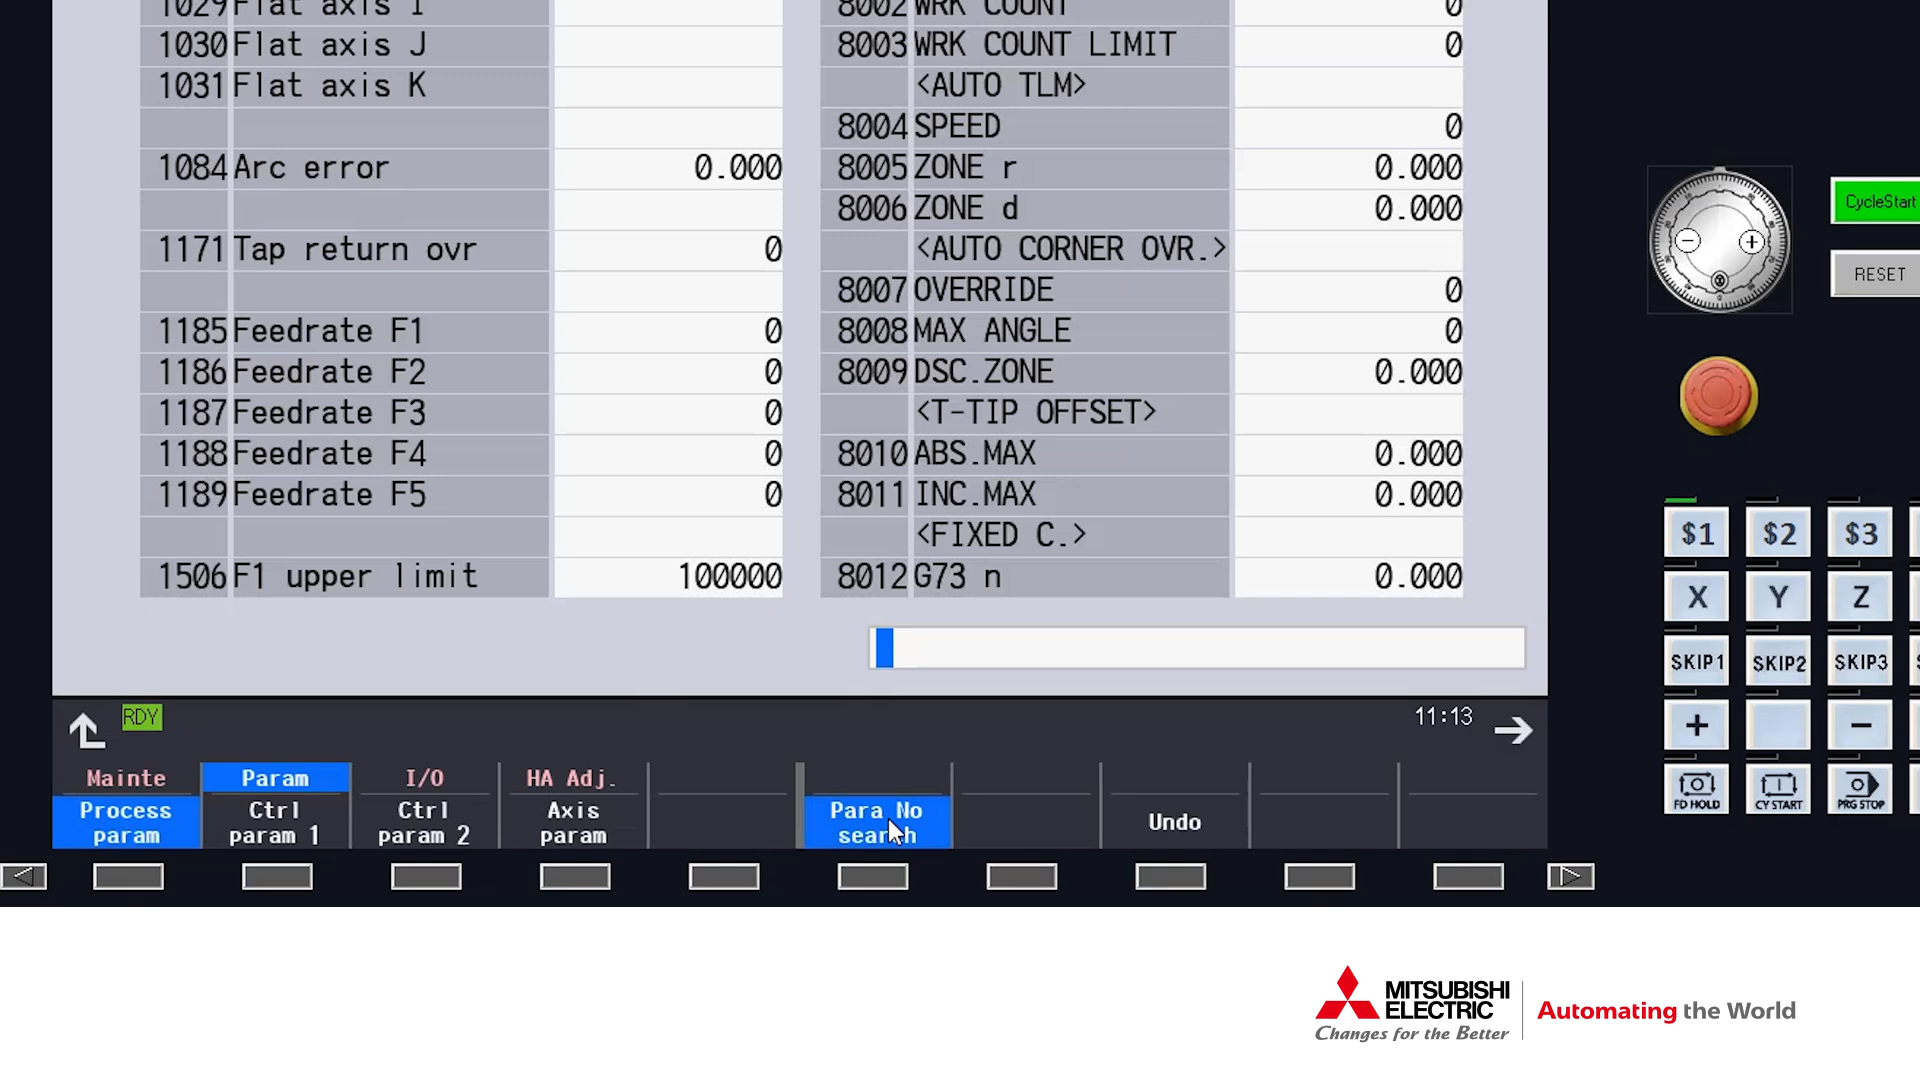 1029 Flat axis I
1030 Flat axis J
1031 Flat axis K
1084 Arc error 0.000
1171 Tap return ovr 0
1185 Feedrate F1 0
1186 Feedrate F2 0
1187 Feedrate F3 0
1188 Feedrate F4 0
1189 Feedrate F5 0
1506 F1 upper limit 100000
8002 WRK COUNT 0
8003 WRK COUNT LIMIT 0
<AUTO TLM>
8004 SPEED 0
8005 ZONE r 0.000
8006 ZONE d 0.000
<AUTO CORNER OVR.>
8007 OVERRIDE 0
8008 MAX ANGLE 0
8009 DSC.ZONE 0.000
<T-TIP OFFSET>
8010 ABS.MAX 0.000
8011 INC.MAX 0.000
<FIXED C.>
8012 G73 n 0.000
RDY
11:13
Mainte Param I/O HA Adj.
Process param
Ctrl param 1
Ctrl param 2
Axis param
Para No search
Undo
CycleStart
RESET
$1 $2 $3
X Y Z
SKIP1 SKIP2 SKIP3
+ −
FD HOLD CY START PRG STOP
MITSUBISHI
ELECTRIC
Changes for the Better
Automating the World